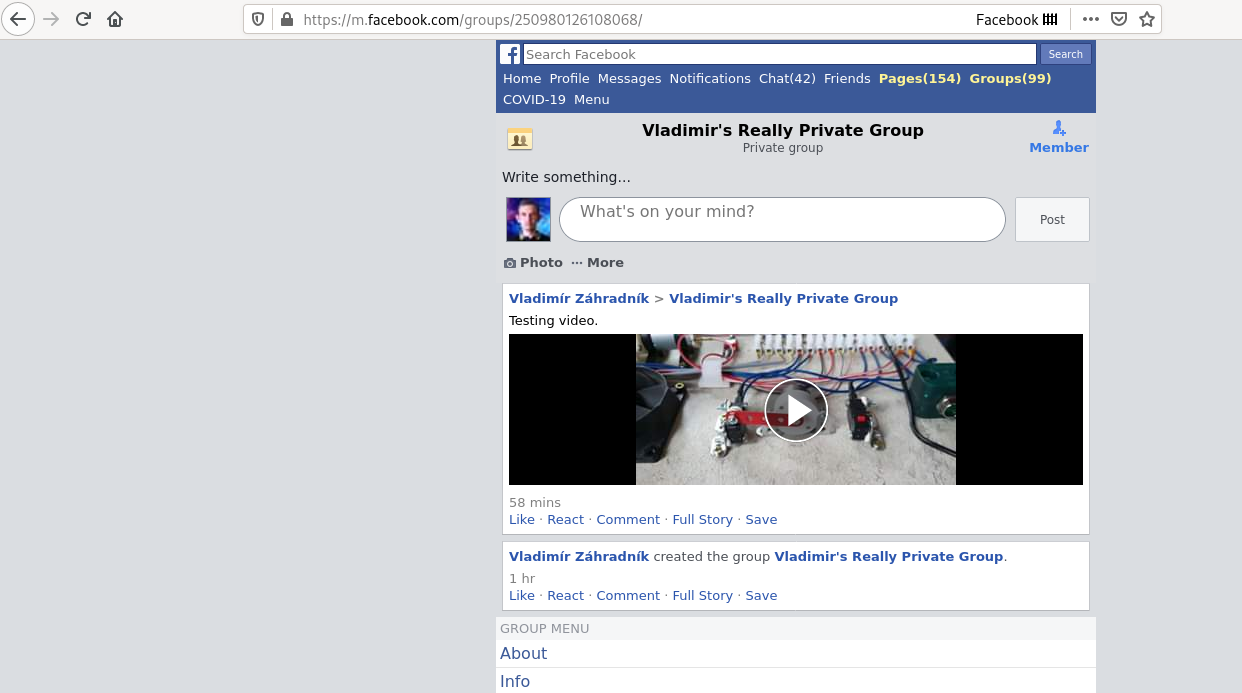 https://m.facebook.com/groups/250980126108068/ Facebook
Search Facebook Search
Home Profile Messages Notifications Chat(42) Friends Pages(154) Groups(99)
COVID-19 Menu
Vladimir's Really Private Group
Private group
Member
Write something...
What's on your mind? Post
Photo ··· More
Vladimír Záhradník > Vladimir's Really Private Group
Testing video.
58 mins
Like · React · Comment · Full Story · Save
Vladimír Záhradník created the group Vladimir's Really Private Group.
1 hr
Like · React · Comment · Full Story · Save
GROUP MENU
About
Info